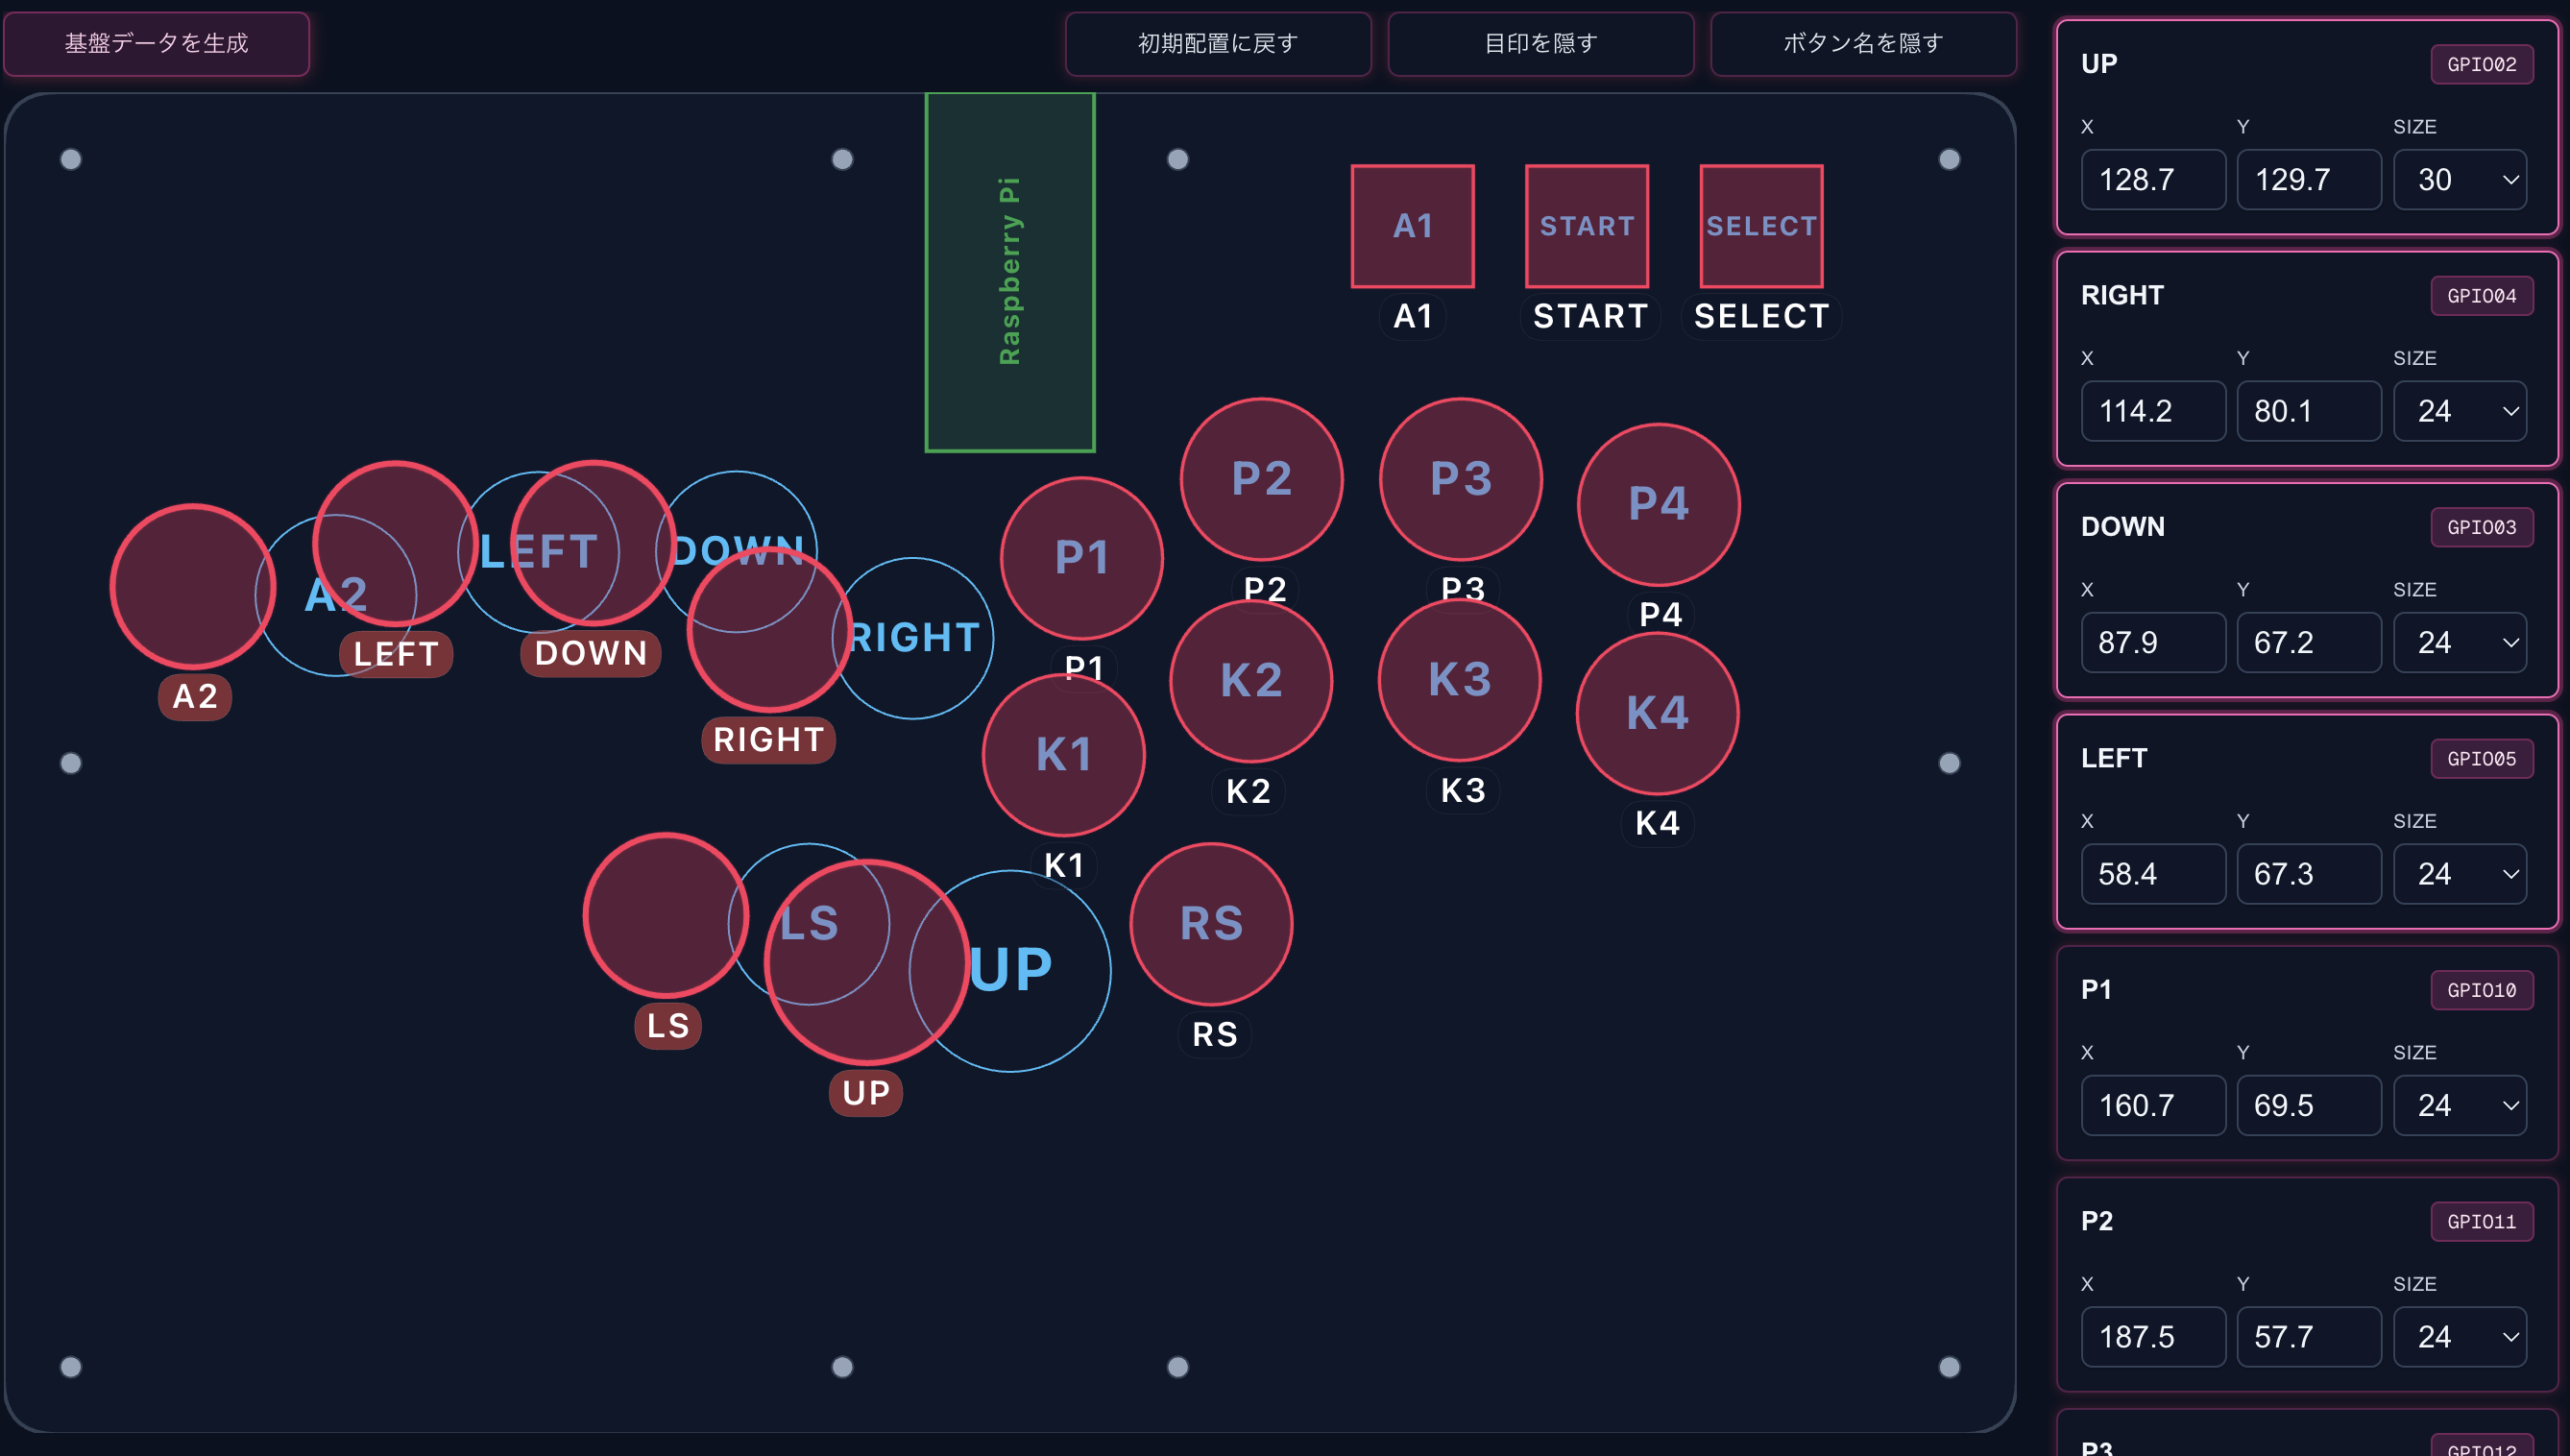 基盤データを生成
初期配置に戻す
目印を隠す
ボタン名を隠す
Raspberry Pi
A1
START
SELECT
A1
START
SELECT
P2
P3
P4
P1
LEFT
DOWN
A2
P2
P3
P4
RIGHT
LEFT
DOWN
P1
A2
K2
K3
K4
RIGHT
K1
K2
K3
K4
K1
LS
RS
UP
LS
RS
UP
UP
GPIO02
X
Y
SIZE
128.7
129.7
30
RIGHT
GPIO04
X
Y
SIZE
114.2
80.1
24
DOWN
GPIO03
X
Y
SIZE
87.9
67.2
24
LEFT
GPIO05
X
Y
SIZE
58.4
67.3
24
P1
GPIO10
X
Y
SIZE
160.7
69.5
24
P2
GPIO11
X
Y
SIZE
187.5
57.7
24
P3
GPIO12